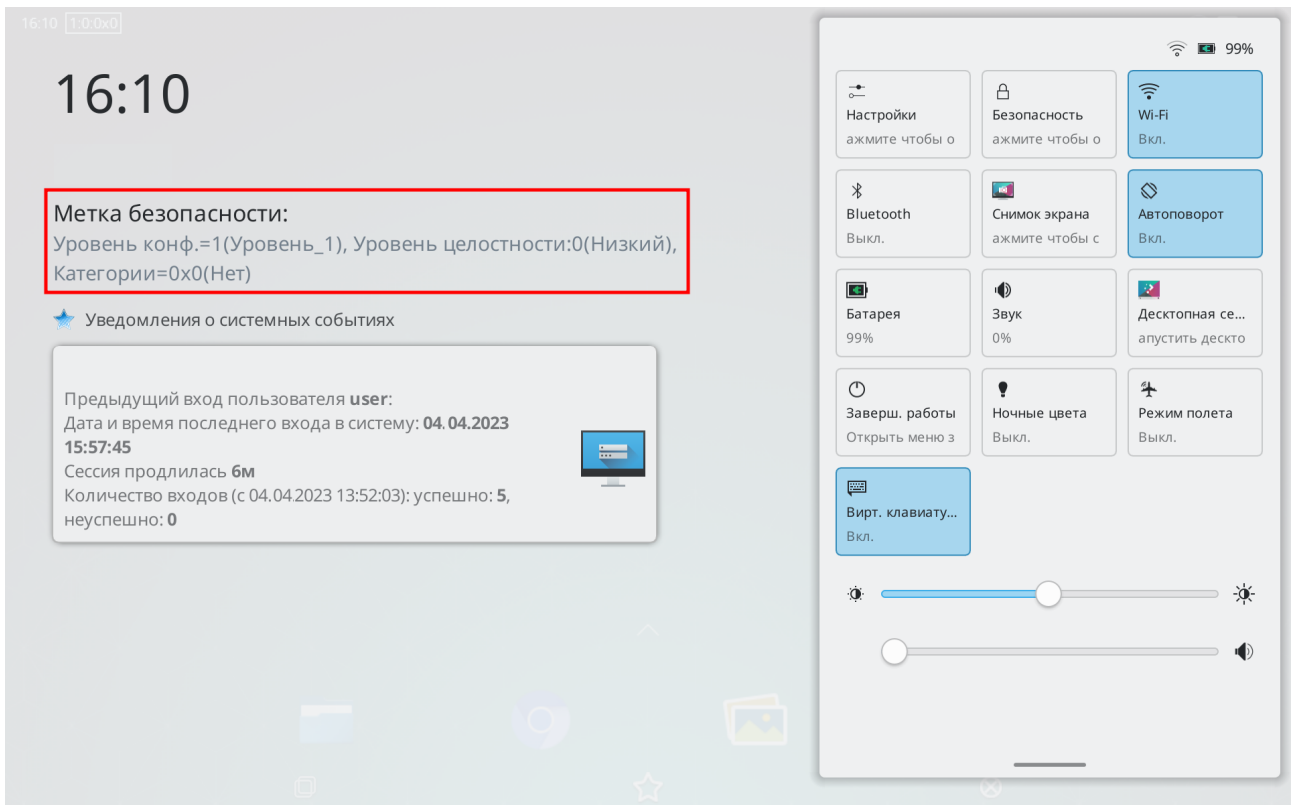 16:10 1:0:0x0
16:10
Метка безопасности:
Уровень конф.=1(Уровень_1), Уровень целостности:0(Низкий),
Категории=0x0(Нет)
Уведомления о системных событиях
Предыдущий вход пользователя user:
Дата и время последнего входа в систему: 04.04.2023
15:57:45
Сессия продлилась 6м
Количество входов (с 04.04.2023 13:52:03): успешно: 5,
неуспешно: 0
99%
Настройки
ажмите чтобы о
Безопасность
ажмите чтобы о
Wi-Fi
Вкл.
Bluetooth
Выкл.
Снимок экрана
ажмите чтобы с
Автоповорот
Вкл.
Батарея
99%
Звук
0%
Десктопная се...
апустить дескто
Заверш. работы
Открыть меню з
Ночные цвета
Выкл.
Режим полета
Выкл.
Вирт. клавиату...
Вкл.